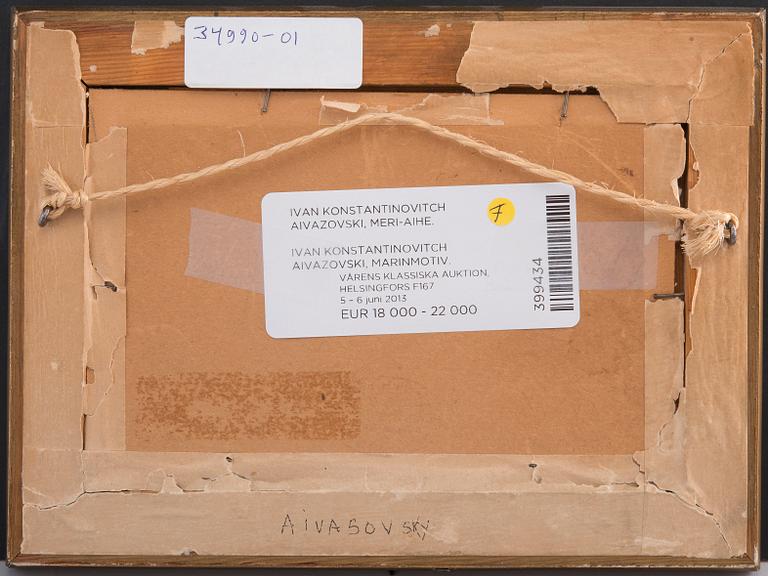 34990-01
IVAN KONSTANTINOVITCH
AIVAZOVSKI, MERI-AIHE.
7
IVAN KONSTANTINOVITCH
AIVAZOVSKI, MARINMOTIV.
VÅRENS KLASSISKA AUKTION,
HELSINGFORS F167
5 - 6 juni 2013
EUR 18 000 - 22 000
399434
AIVASOVSKY